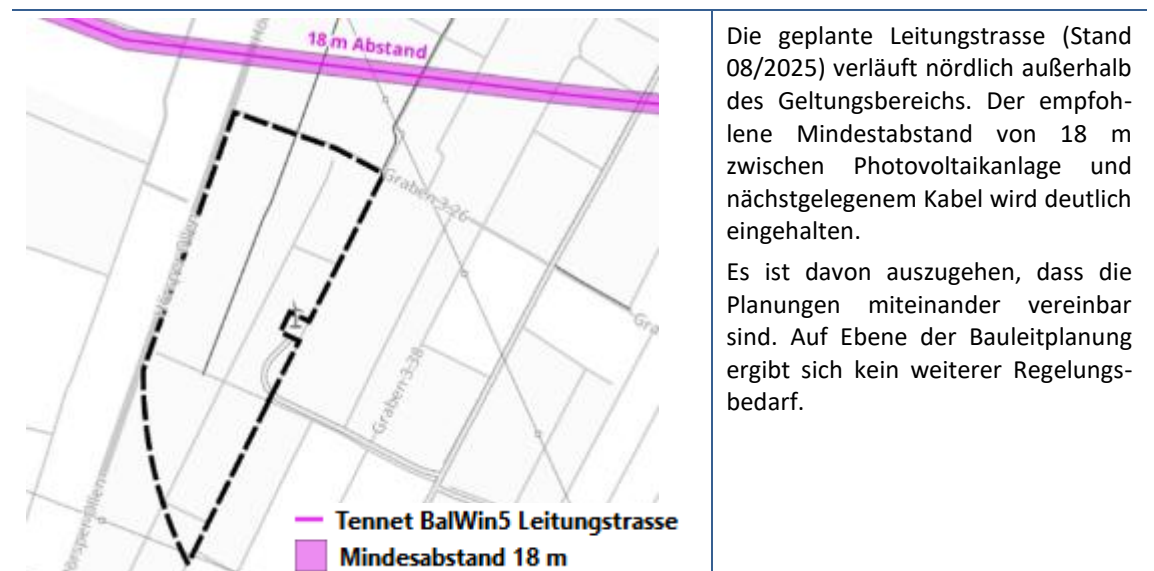 18 m Abstand
Graben 3-26
Graben 3-38
Gra
Tennet BalWin5 Leitungstrasse
Mindesabstand 18 m
Die geplante Leitungstrasse (Stand
08/2025) verläuft nördlich außerhalb
des Geltungsbereichs. Der empfoh-
lene Mindestabstand von 18 m
zwischen Photovoltaikanlage und
nächstgelegenem Kabel wird deutlich
eingehalten.
Es ist davon auszugehen, dass die
Planungen miteinander vereinbar
sind. Auf Ebene der Bauleitplanung
ergibt sich kein weiterer Regelungs-
bedarf.